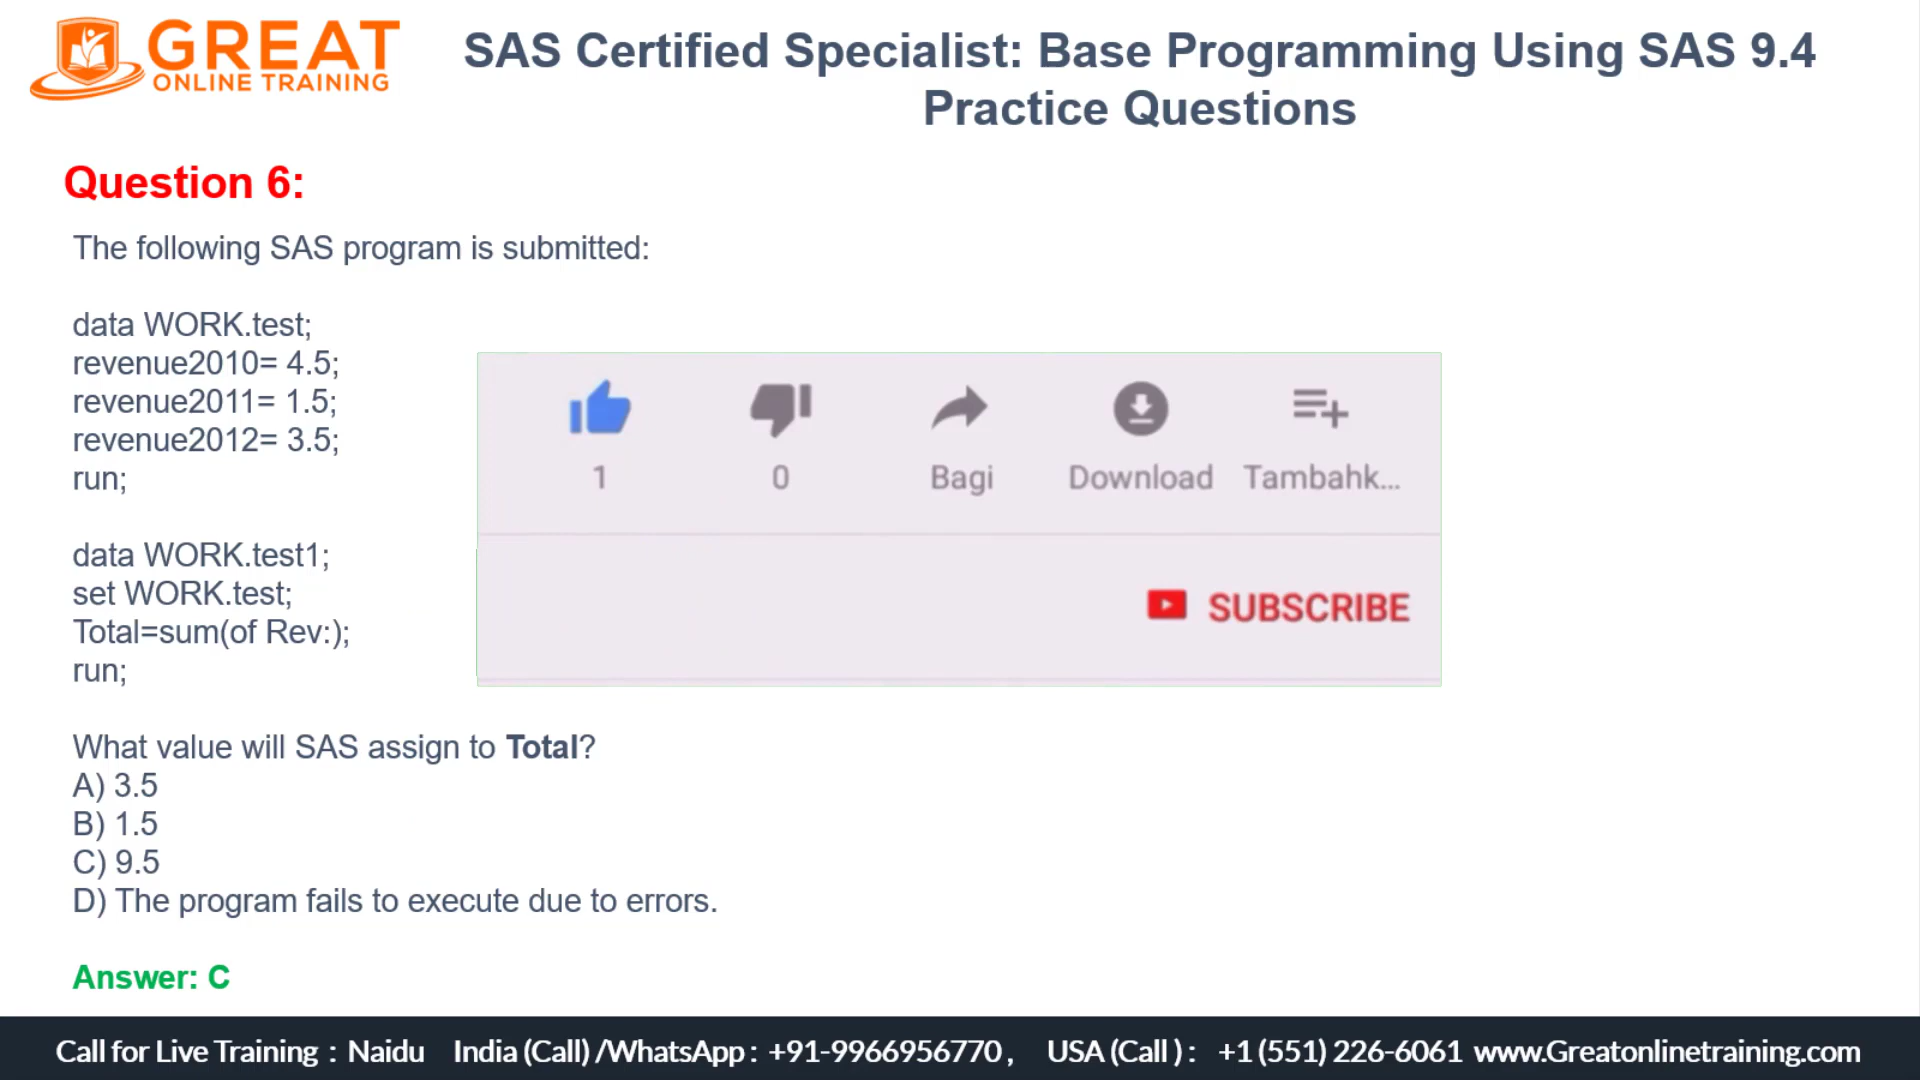 GREAT
ONLINE TRAINING
SAS Certified Specialist: Base Programming Using SAS 9.4
Practice Questions
Question 6:
The following SAS program is submitted:
data WORK.test;
revenue2010= 4.5;
revenue2011= 1.5;
revenue2012= 3.5;
run;
data WORK.test1;
set WORK.test;
Total=sum(of Rev:);
run;
1 0 Bagi Download Tambahk...
SUBSCRIBE
What value will SAS assign to Total?
A) 3.5
B) 1.5
C) 9.5
D) The program fails to execute due to errors.
Answer: C
Call for Live Training : Naidu India (Call) /WhatsApp : +91-9966956770 , USA (Call ) : +1 (551) 226-6061 www.Greatonlinetraining.com